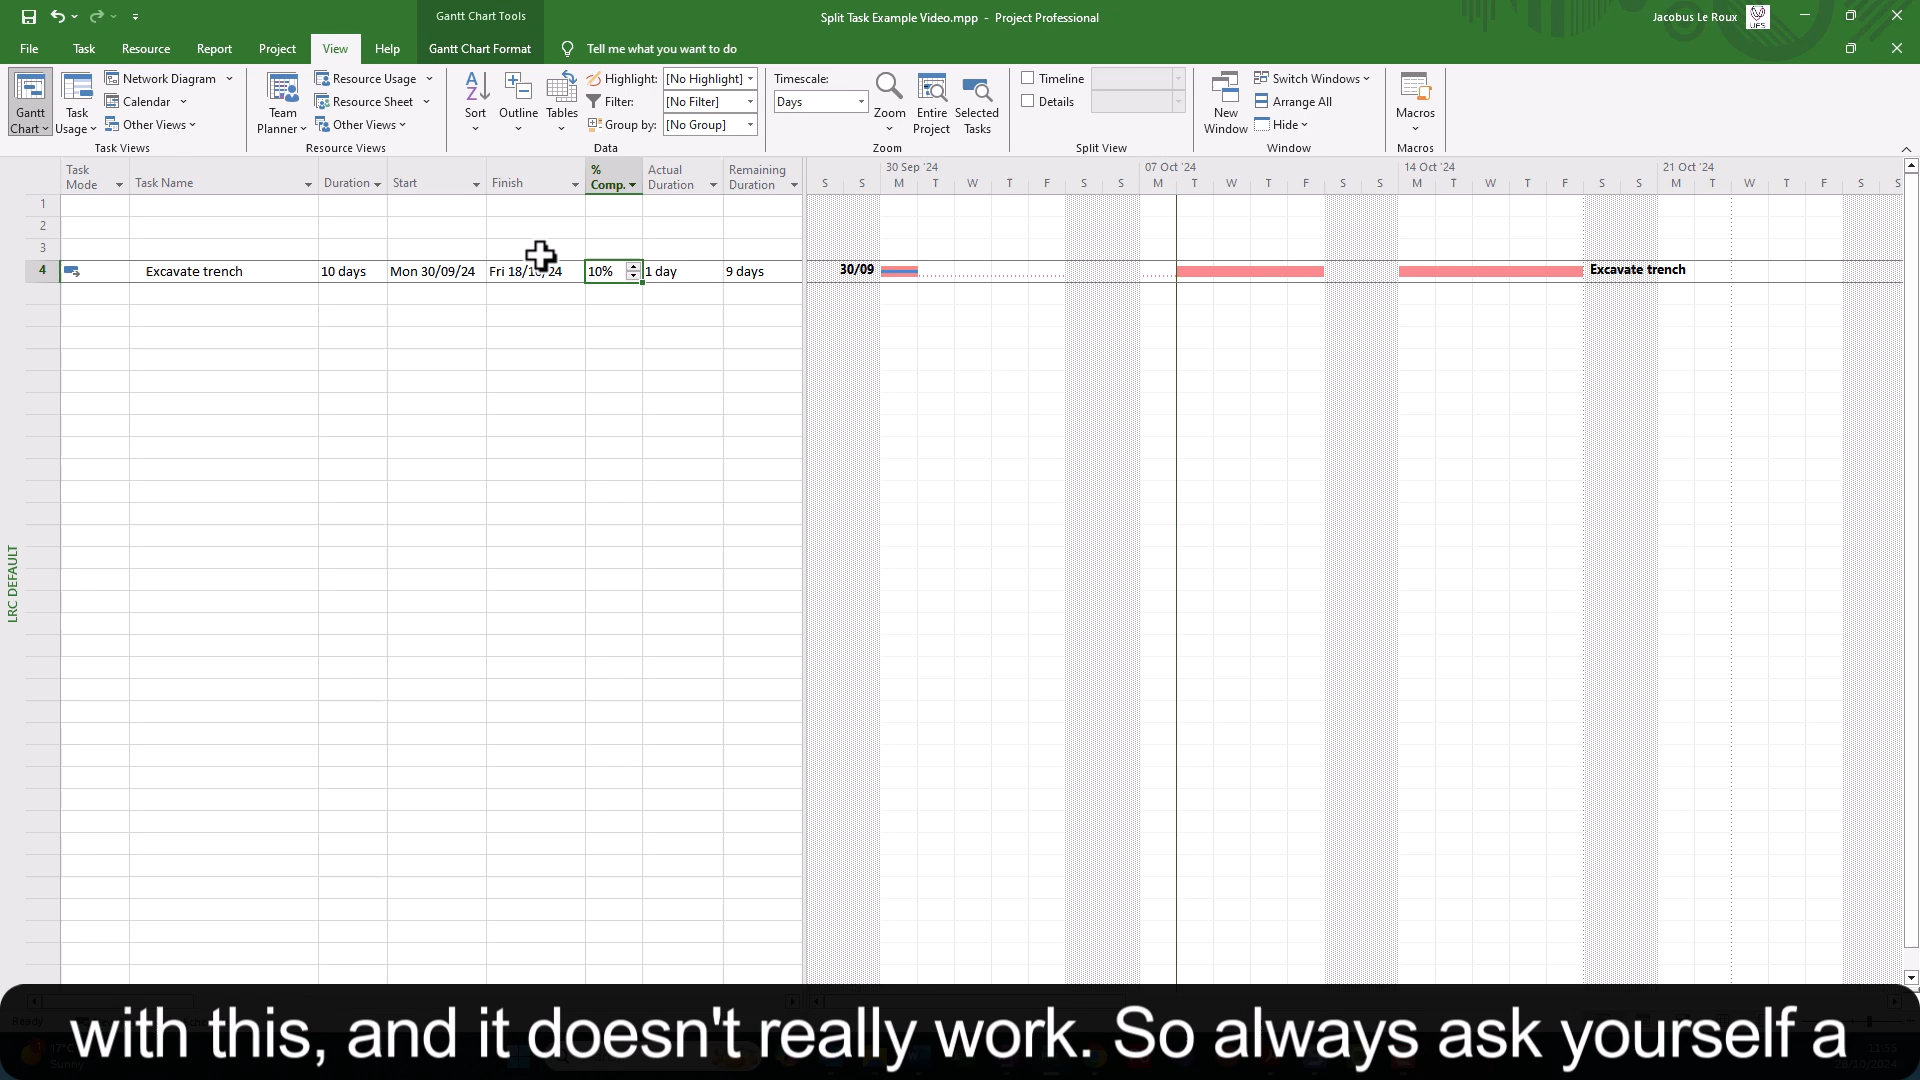 Gantt Chart Tools
Split Task Example Video.mpp - Project Professional
Jacobus Le Roux
UFS
File Task Resource Report Project View Help Gantt Chart Format Tell me what you want to do
Gantt Chart
Task Usage
Network Diagram
Calendar
Other Views
Task Views
Team Planner
Resource Usage
Resource Sheet
Other Views
Resource Views
Sort
Outline
Tables
Highlight: [No Highlight]
Filter: [No Filter]
Group by: [No Group]
Data
Timescale:
Days
Zoom
Entire Project
Selected Tasks
Zoom
Timeline
Details
Split View
New Window
Switch Windows
Arrange All
Hide
Window
Macros
Macros
Task Mode Task Name Duration Start Finish % Comp. Actual Duration Remaining Duration
30 Sep '24 07 Oct '24 14 Oct '24 21 Oct '24
S S M T W T F S S M T W T F S S M T W T F S S M T W T F S S
1
2
3
4 Excavate trench 10 days Mon 30/09/24 Fri 18/10/24 10% 1 day 9 days
30/09 Excavate trench
LRC DEFAULT
with this, and it doesn't really work. So always ask yourself a